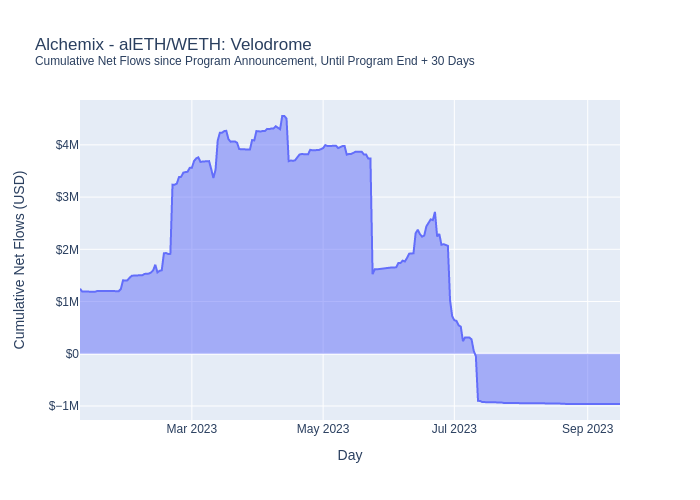 Alchemix - alETH/WETH: Velodrome
Cumulative Net Flows since Program Announcement, Until Program End + 30 Days
Cumulative Net Flows (USD)
$4M
$3M
$2M
$1M
$0
$−1M
Mar 2023
May 2023
Jul 2023
Sep 2023
Day